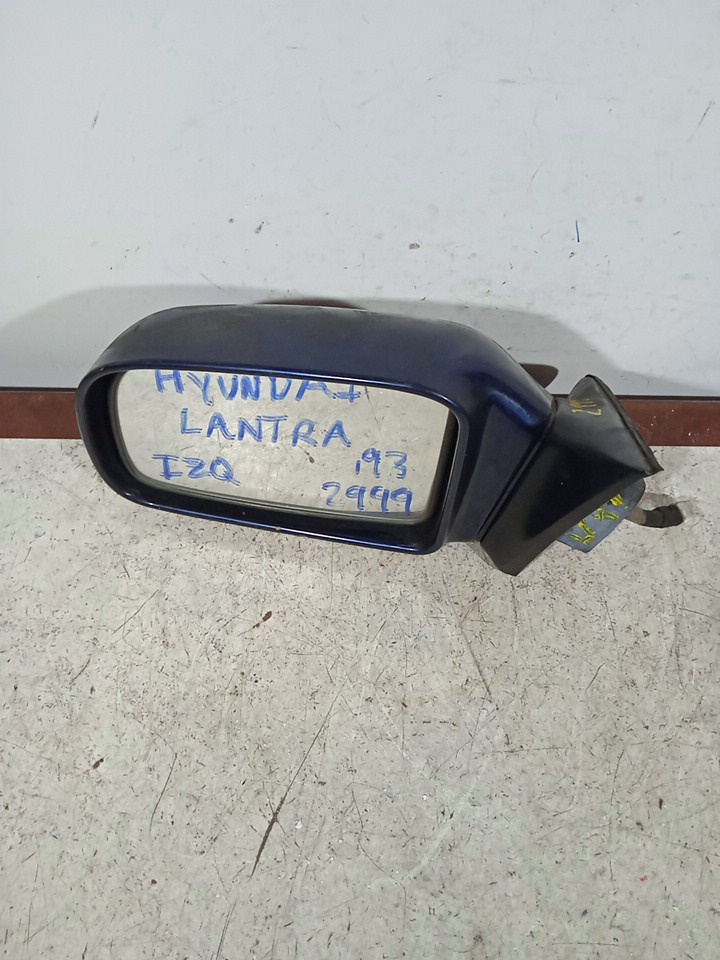 HYUNDAI
LANTRA
IZQ ,93
2999